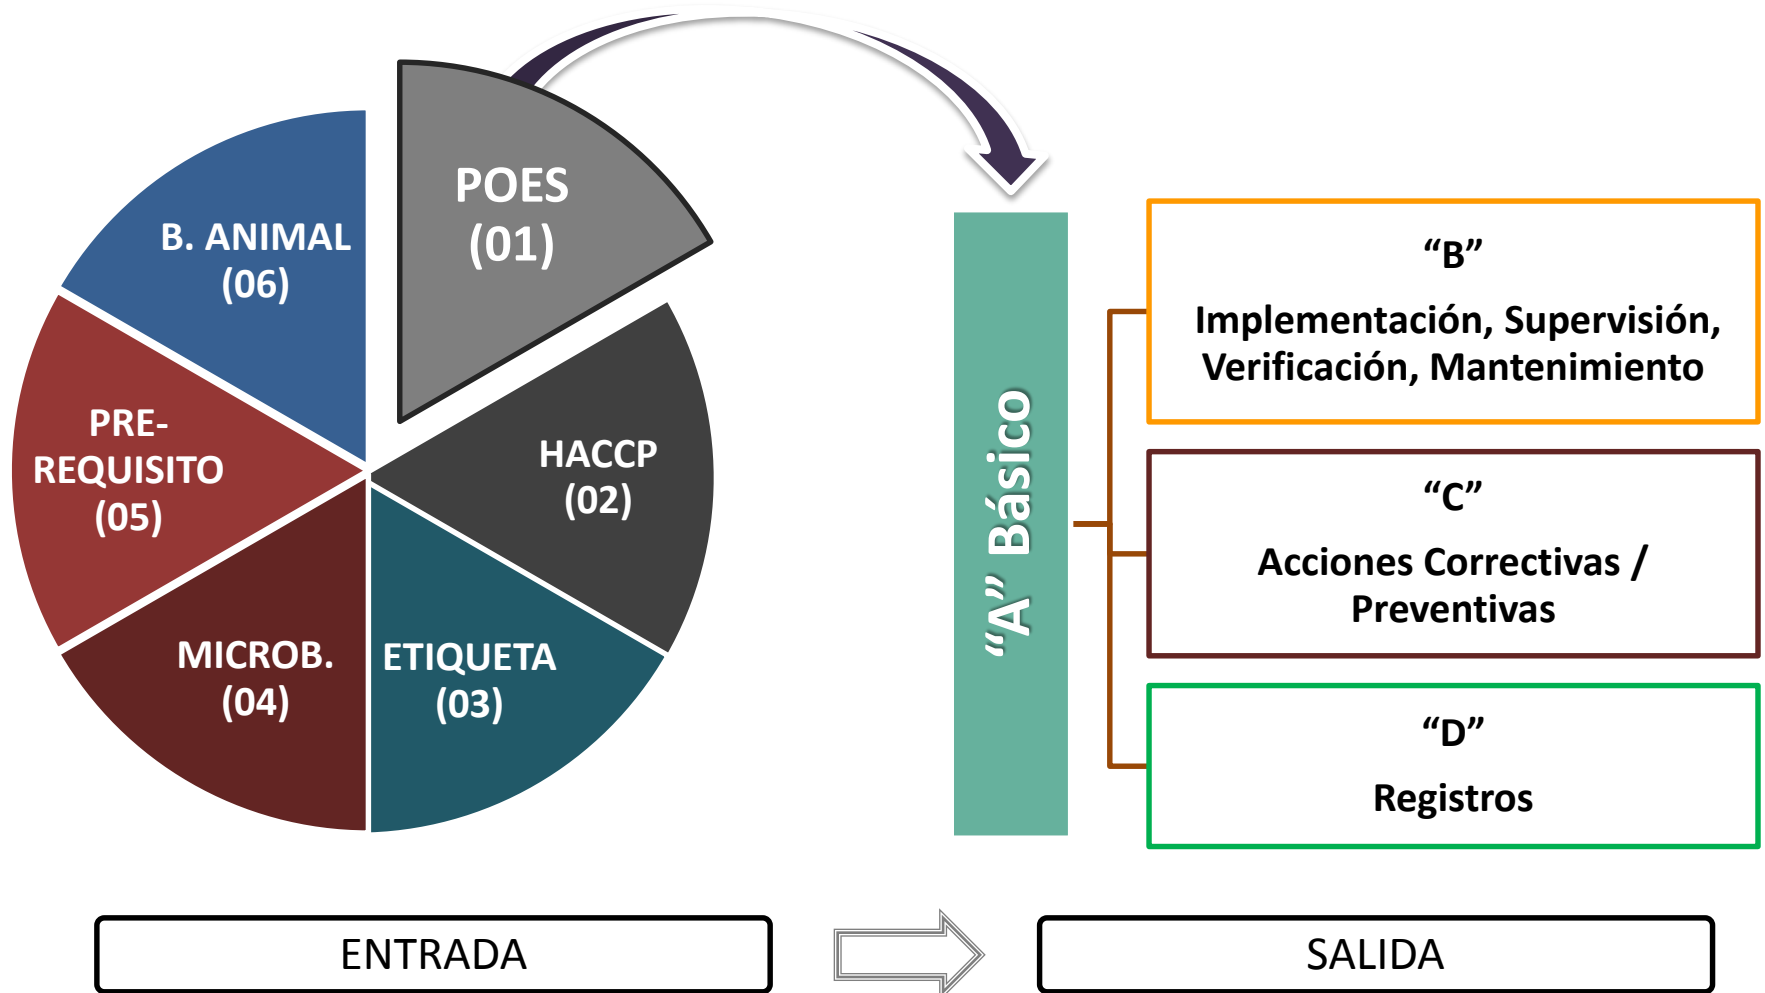 POES
(01)
HACCP
(02)
ETIQUETA
(03)
MICROB.
(04)
PRE-
REQUISITO
(05)
B. ANIMAL
(06)
“A” Básico
“B”
Implementación, Supervisión,
Verificación, Mantenimiento
“C”
Acciones Correctivas /
Preventivas
“D”
Registros
ENTRADA
SALIDA